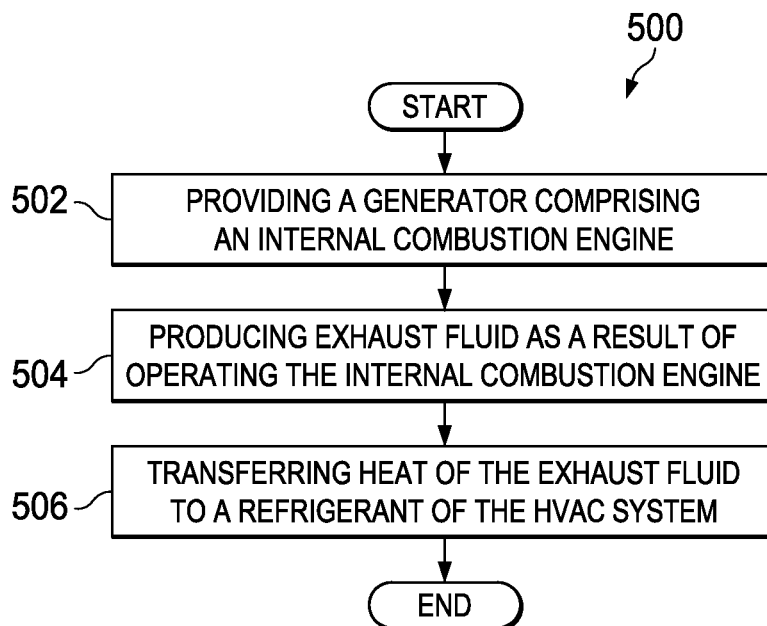 500
START
502
PROVIDING A GENERATOR COMPRISING
AN INTERNAL COMBUSTION ENGINE
504
PRODUCING EXHAUST FLUID AS A RESULT OF
OPERATING THE INTERNAL COMBUSTION ENGINE
506
TRANSFERRING HEAT OF THE EXHAUST FLUID
TO A REFRIGERANT OF THE HVAC SYSTEM
END